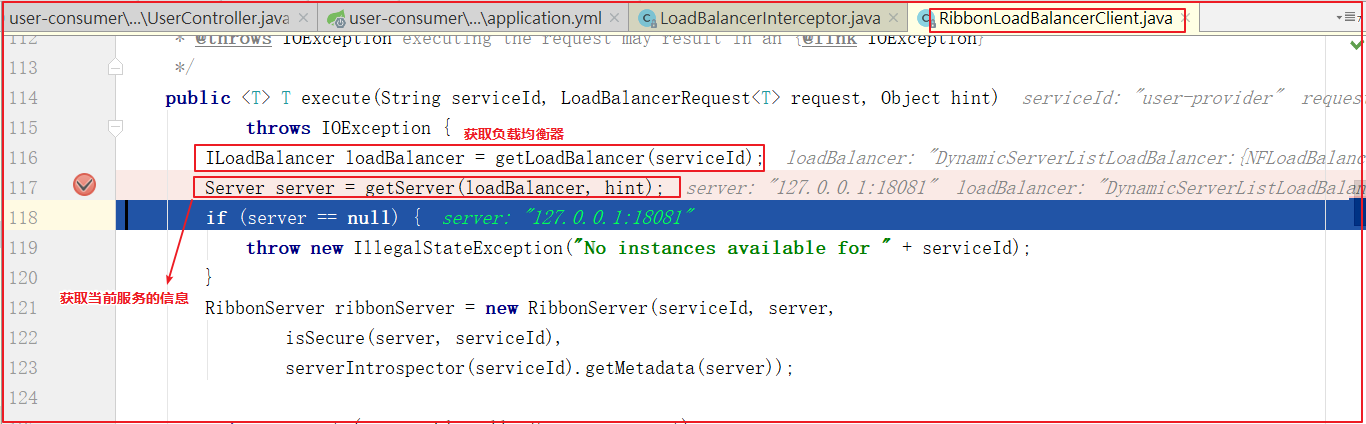 user-consumer\...\UserController.java user-consumer\...\application.yml LoadBalancerInterceptor.java RibbonLoadBalancerClient.java
112 * @throws IOException executing the request may result in an {@link IOException}
113 */
114 public <T> T execute(String serviceId, LoadBalancerRequest<T> request, Object hint) serviceId: "user-provider" request
115 throws IOException {
获取负载均衡器
116 ILoadBalancer loadBalancer = getLoadBalancer(serviceId); loadBalancer: "DynamicServerListLoadBalancer:{NFLoadBalanc
117 Server server = getServer(loadBalancer, hint); server: "127.0.0.1:18081" loadBalancer: "DynamicServerListLoadBalan
118 if (server == null) { server: "127.0.0.1:18081"
119 throw new IllegalStateException("No instances available for " + serviceId);
120 }
获取当前服务的信息
121 RibbonServer ribbonServer = new RibbonServer(serviceId, server,
122 isSecure(server, serviceId),
123 serverIntrospector(serviceId).getMetadata(server));
124